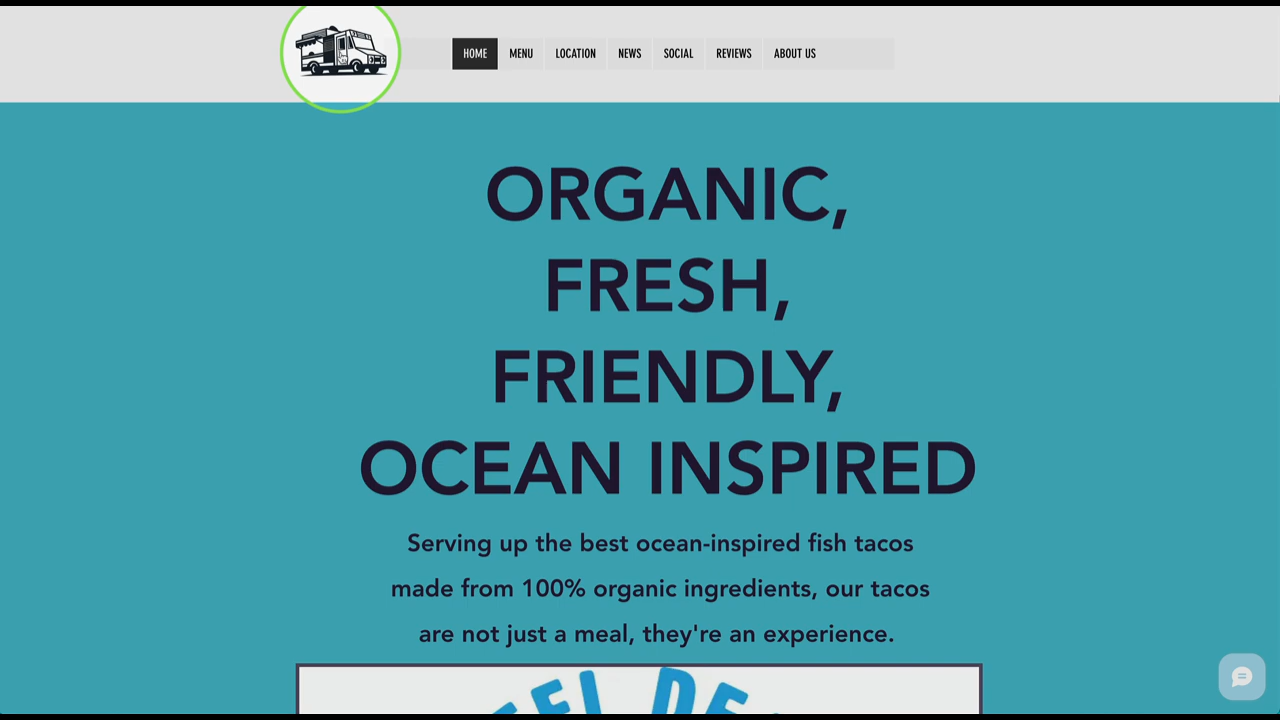 HOME MENU LOCATION NEWS SOCIAL REVIEWS ABOUT US
ORGANIC,
FRESH,
FRIENDLY,
OCEAN INSPIRED
Serving up the best ocean-inspired fish tacos
made from 100% organic ingredients, our tacos
are not just a meal, they're an experience.